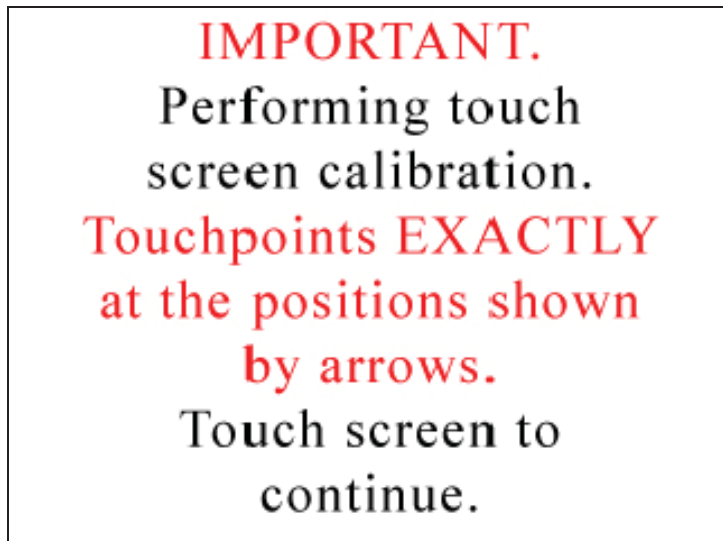 IMPORTANT.
Performing touch
screen calibration.
Touchpoints EXACTLY
at the positions shown
by arrows.
Touch screen to
continue.